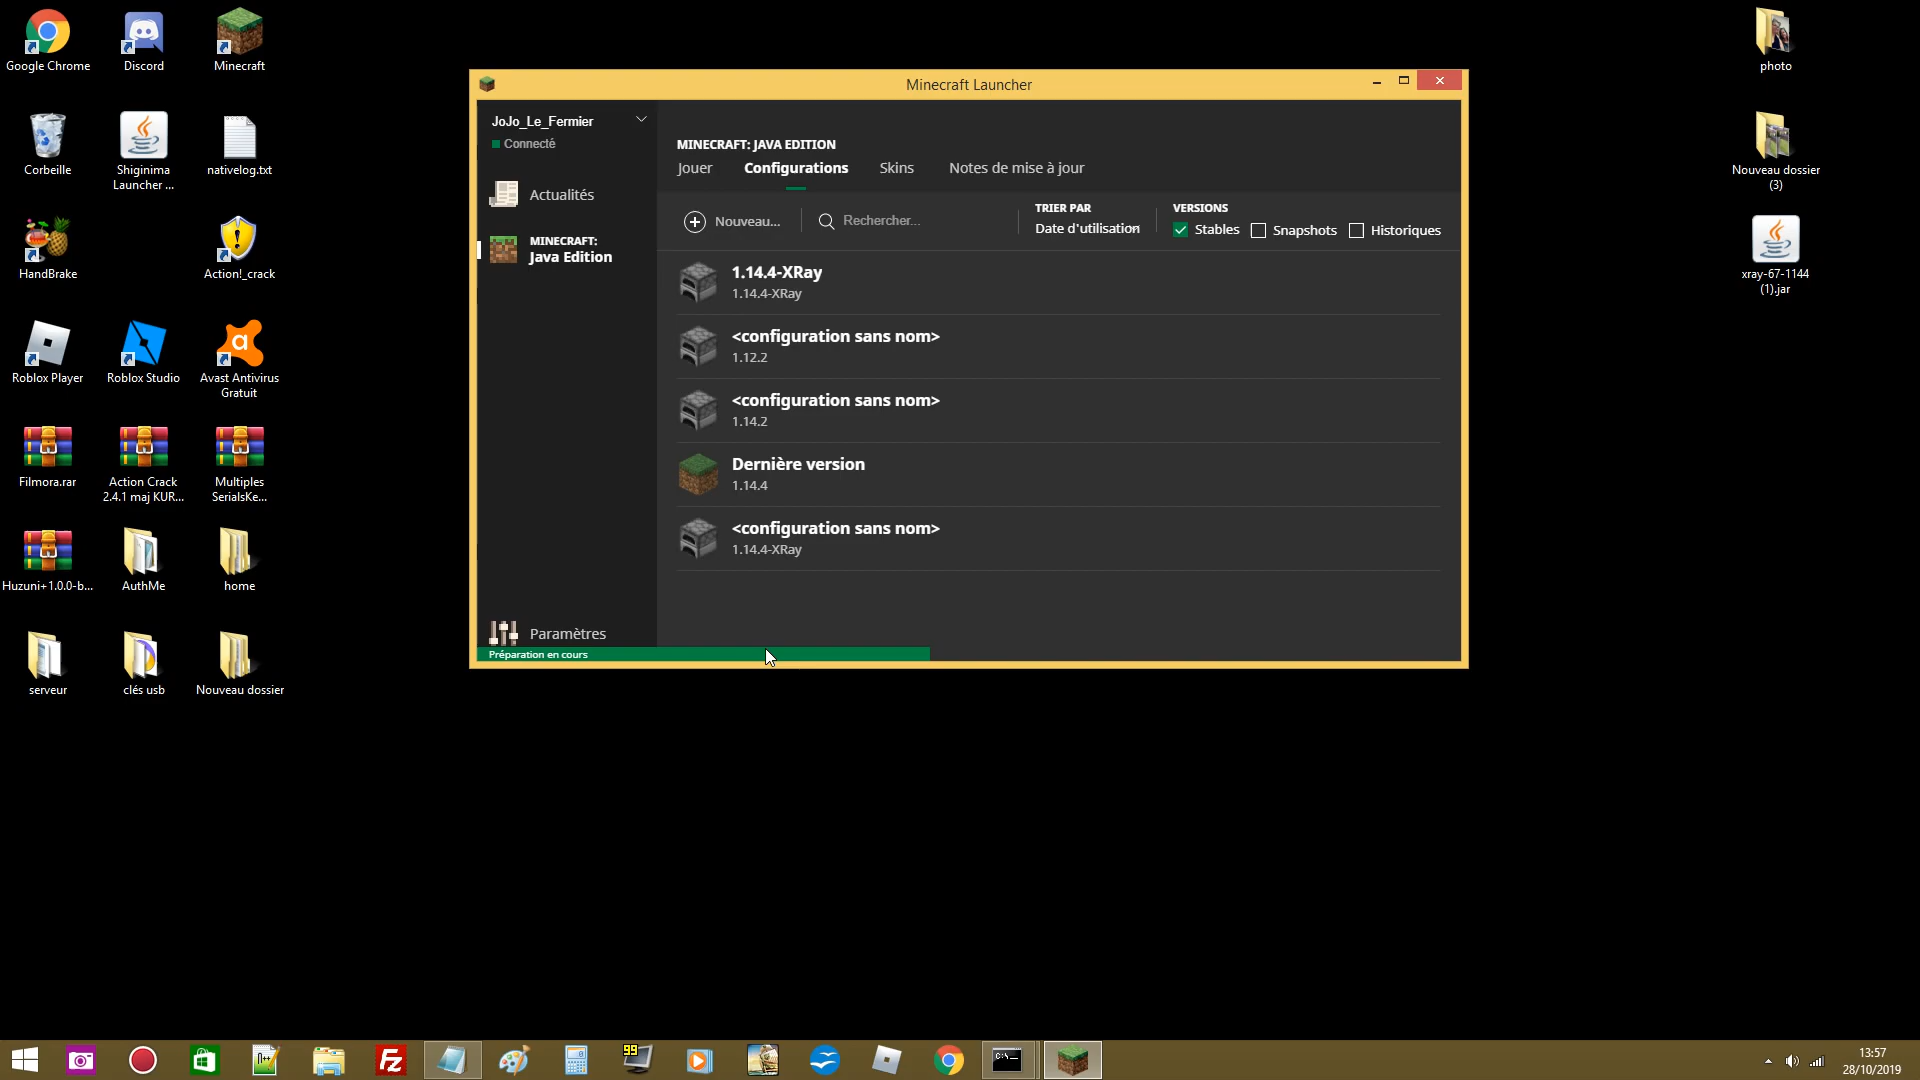 Google Chrome
Discord
Minecraft
Corbeille
Shiginima
Launcher ...
nativelog.txt
HandBrake
Action!_crack
Roblox Player
Roblox Studio
Avast Antivirus
Gratuit
Filmora.rar
Action Crack
2.4.1 maj KUR...
Multiples
SerialsKe...
Huzuni+1.0.0-b...
AuthMe
home
serveur
clés usb
Nouveau dossier
Minecraft Launcher
JoJo_Le_Fermier
Connecté
Actualités
MINECRAFT:
Java Edition
Paramètres
Préparation en cours
MINECRAFT: JAVA EDITION
Jouer
Configurations
Skins
Notes de mise à jour
Nouveau...
Rechercher...
TRIER PAR
Date d'utilisation
VERSIONS
Stables
Snapshots
Historiques
1.14.4-XRay
1.14.4-XRay
<configuration sans nom>
1.12.2
<configuration sans nom>
1.14.2
Dernière version
1.14.4
<configuration sans nom>
1.14.4-XRay
photo
Nouveau dossier
(3)
xray-67-1144
(1).jar
99
C:\_
13:57
28/10/2019